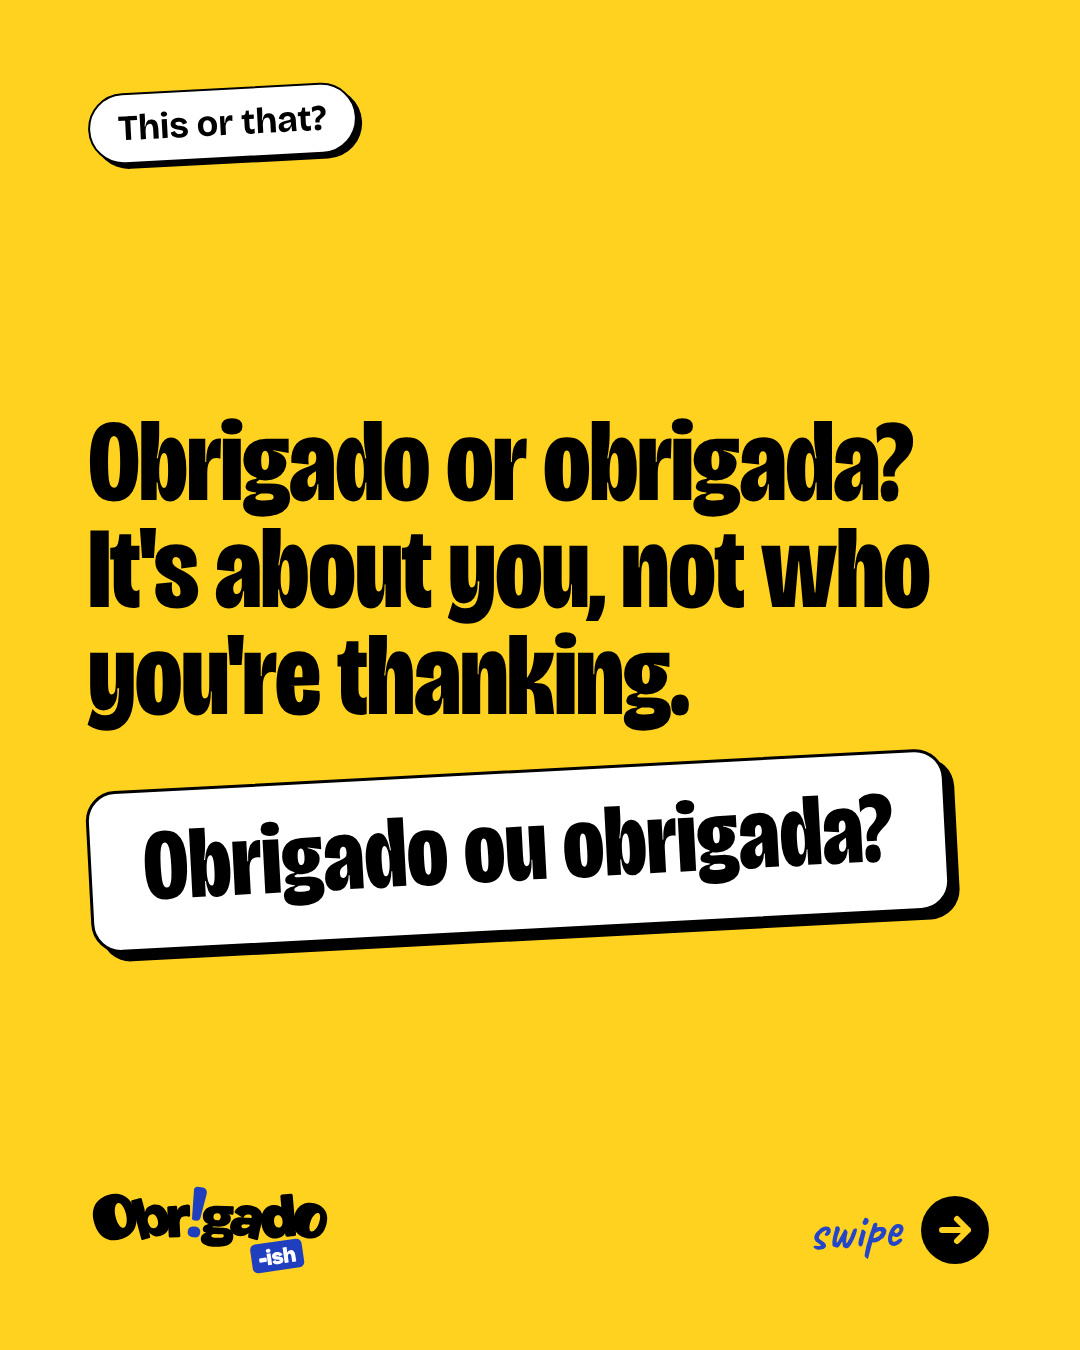 This or that?
Obrigado or obrigada?
It's about you, not who
you're thanking.
Obrigado ou obrigada?
Obr!gado
-ish
swipe